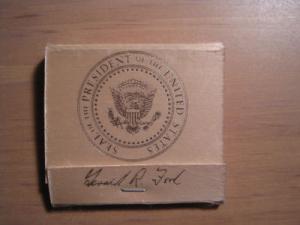 SEAL OF THE PRESIDENT OF THE UNITED STATES
Gerald R. Ford